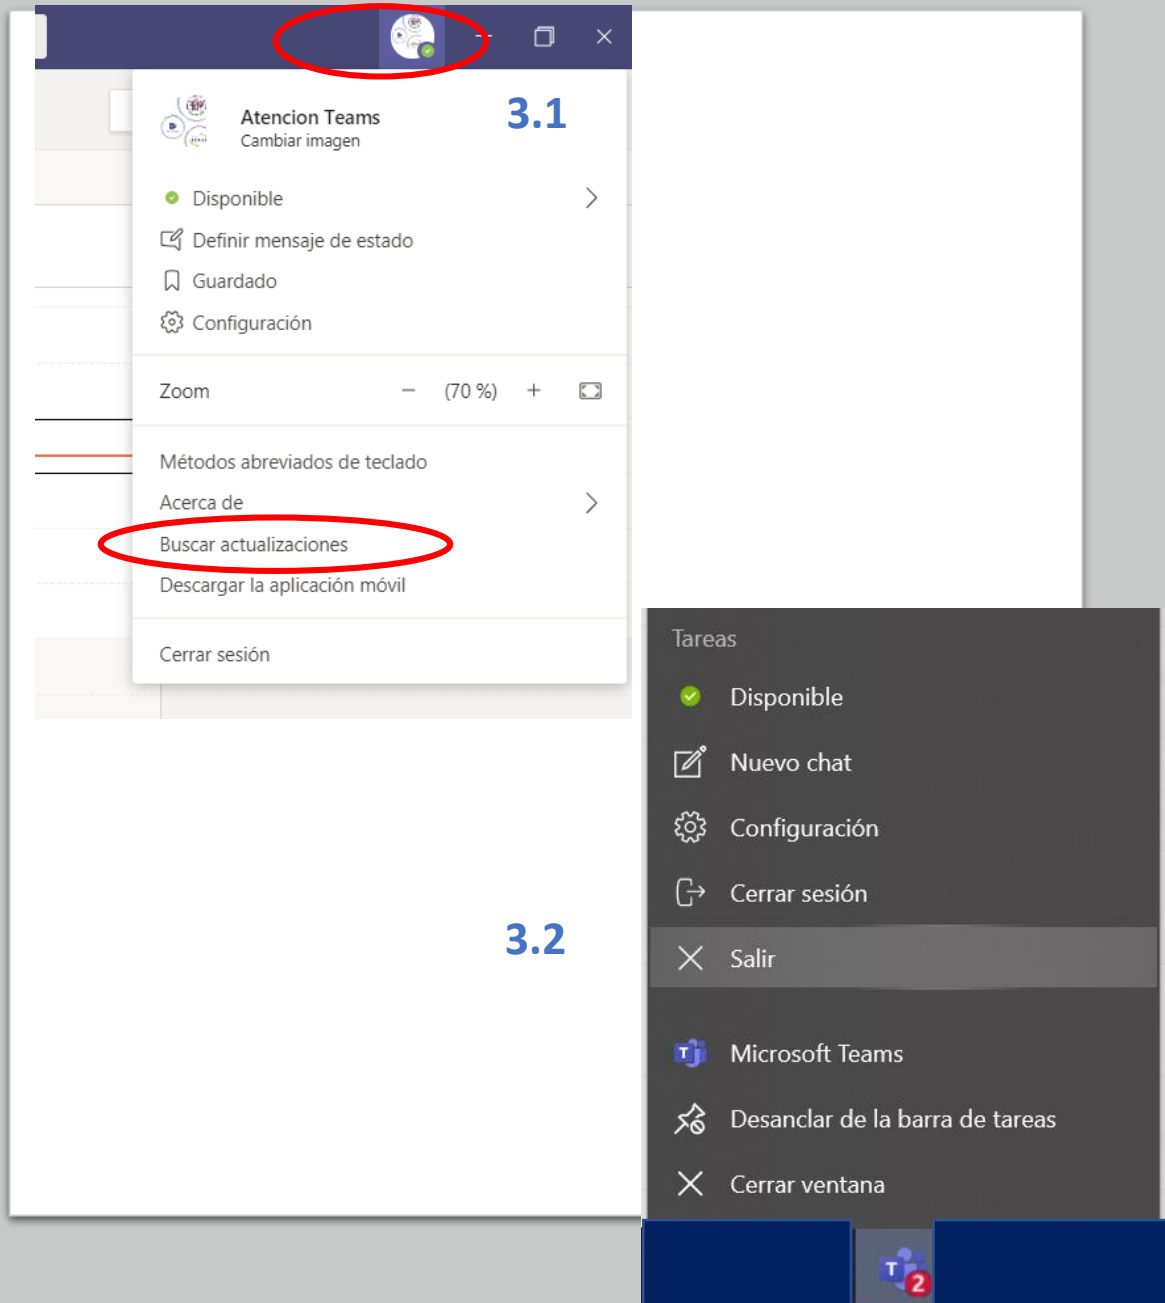 3.1
Atencion Teams
Cambiar imagen
Disponible
Definir mensaje de estado
Guardado
Configuración
Zoom − (70 %) +
Métodos abreviados de teclado
Acerca de
Buscar actualizaciones
Descargar la aplicación móvil
Cerrar sesión
3.2
Tareas
Disponible
Nuevo chat
Configuración
Cerrar sesión
Salir
T Microsoft Teams
Desanclar de la barra de tareas
Cerrar ventana
T 2